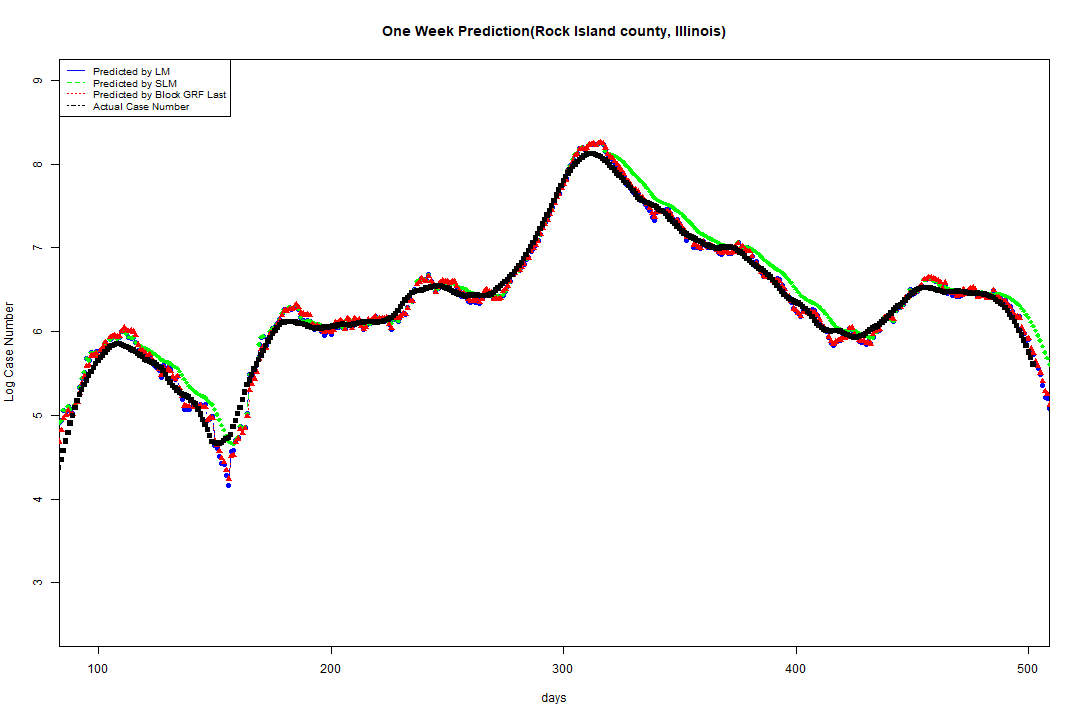 One Week Prediction(Rock Island county, Illinois)
Predicted by LM
Predicted by SLM
Predicted by Block GRF Last
Actual Case Number
9
8
7
6
5
4
3
Log Case Number
100 200 300 400 500
days